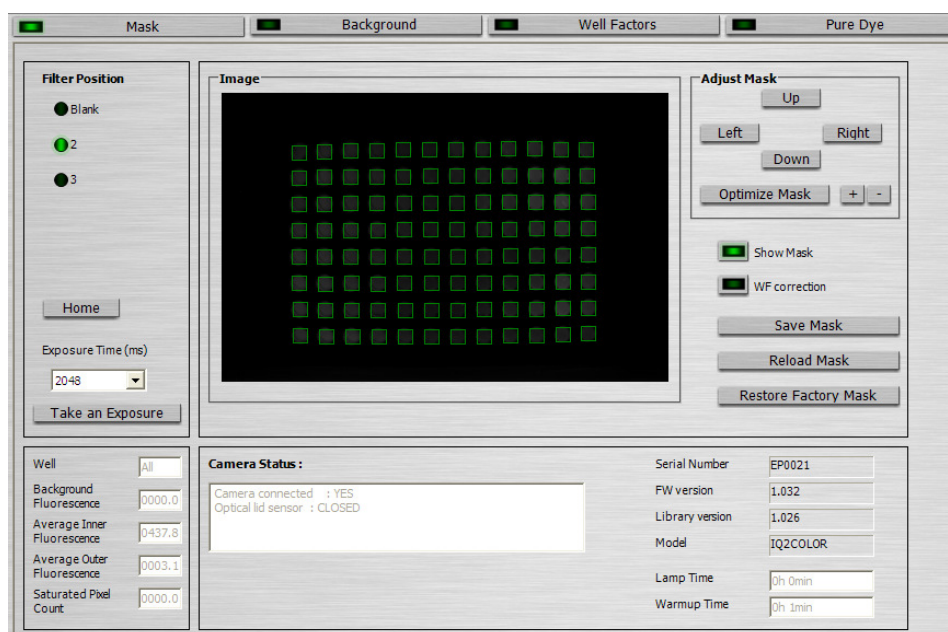 Mask
Background
Well Factors
Pure Dye
Filter Position
Blank
2
3
Home
Exposure Time (ms)
2048
Take an Exposure
Image
Adjust Mask
Up
Left
Right
Down
Optimize Mask
+
-
Show Mask
WF correction
Save Mask
Reload Mask
Restore Factory Mask
Well
All
Background
Fluorescence
0000.0
Average Inner
Fluorescence
0437.8
Average Outer
Fluorescence
0003.1
Saturated Pixel
Count
0000.0
Camera Status :
Camera connected : YES
Optical lid sensor : CLOSED
Serial Number
EP0021
FW version
1.032
Library version
1.026
Model
IQ2COLOR
Lamp Time
0h 0min
Warmup Time
0h 1min